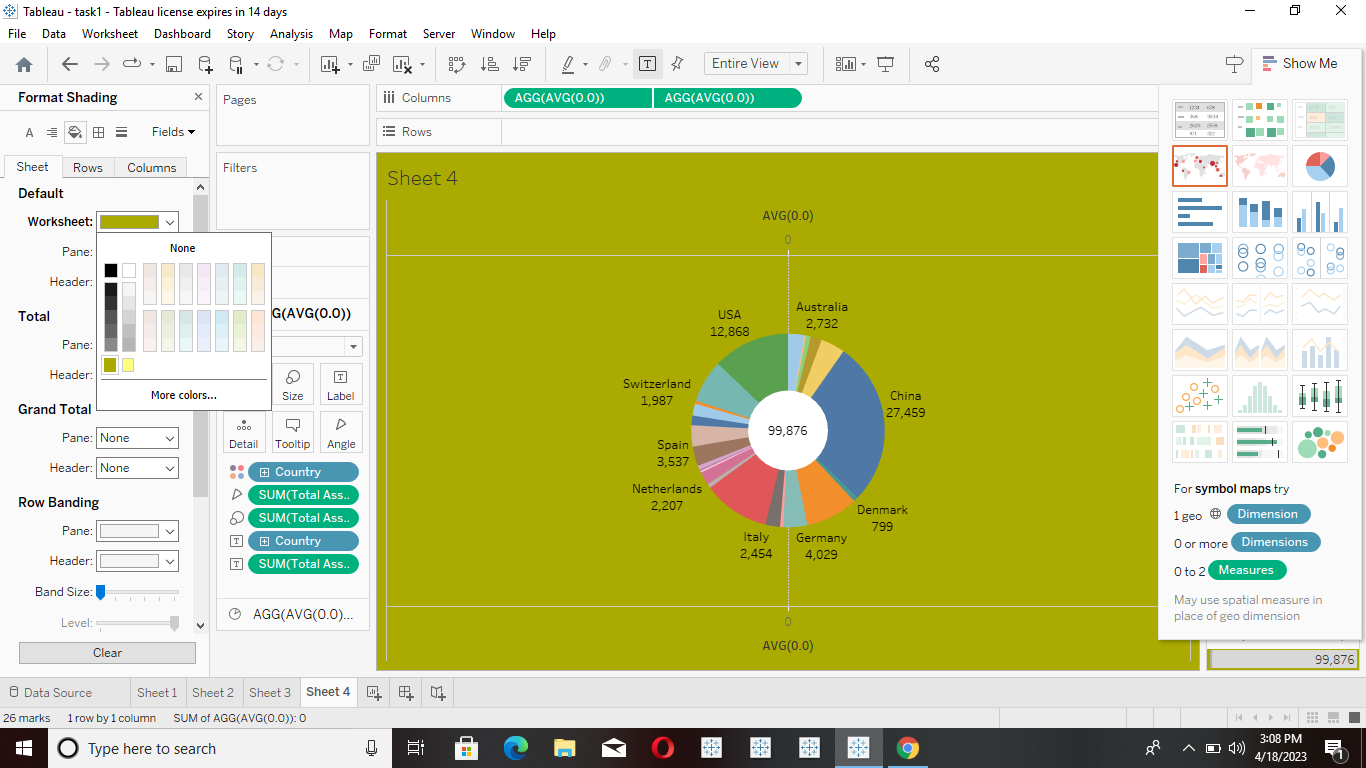 Tableau - task1 - Tableau license expires in 14 days
File Data Worksheet Dashboard Story Analysis Map Format Server Window Help
Entire View
Show Me
Format Shading
Fields
Sheet Rows Columns
Default
Worksheet:
Pane:
Header:
Total
Pane:
Header:
Grand Total
Pane: None
Header: None
Row Banding
Pane:
Header:
Band Size:
Level:
Clear
None
More colors...
Pages
Filters
G(AVG(0.0))
Size
Label
Detail
Tooltip
Angle
Country
SUM(Total Ass..
SUM(Total Ass..
Country
SUM(Total Ass..
AGG(AVG(0.0)...
Columns
AGG(AVG(0.0))
AGG(AVG(0.0))
Rows
Sheet 4
AVG(0.0)
0
USA
12,868
Australia
2,732
Switzerland
1,987
China
27,459
99,876
Spain
3,537
Netherlands
2,207
Denmark
799
Italy
2,454
Germany
4,029
0
AVG(0.0)
For symbol maps try
1 geo Dimension
0 or more Dimensions
0 to 2 Measures
May use spatial measure in
place of geo dimension
99,876
Data Source
Sheet 1
Sheet 2
Sheet 3
Sheet 4
26 marks 1 row by 1 column SUM of AGG(AVG(0.0)): 0
Type here to search
3:08 PM
4/18/2023
1